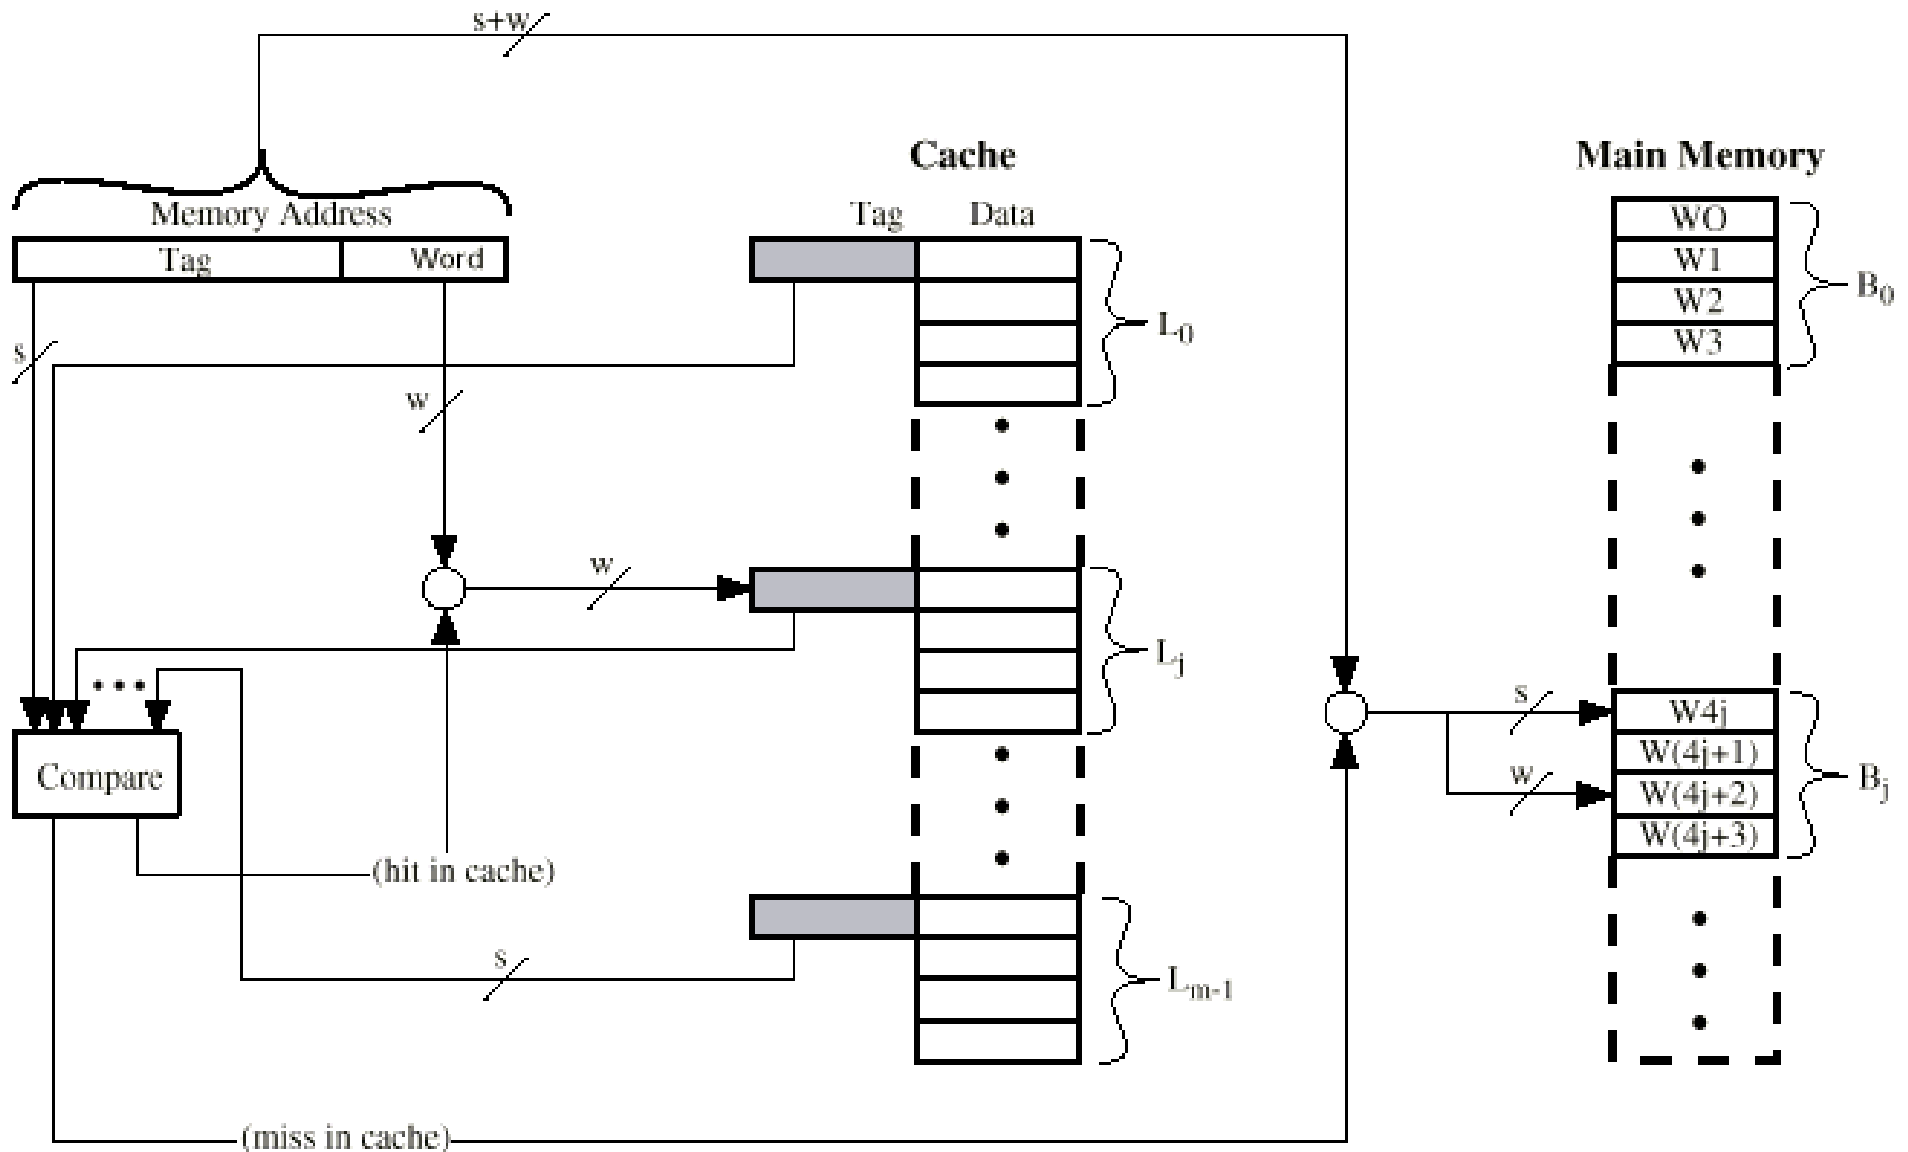 s+w
Cache
Main Memory
Memory Address
Tag Data
Tag Word
WO
W1
W2
W3
B0
L0
s
w
w
Lj
s
W4j
W(4j+1)
W(4j+2)
W(4j+3)
w
Bj
Compare
(hit in cache)
s
Lm-1
(miss in cache)